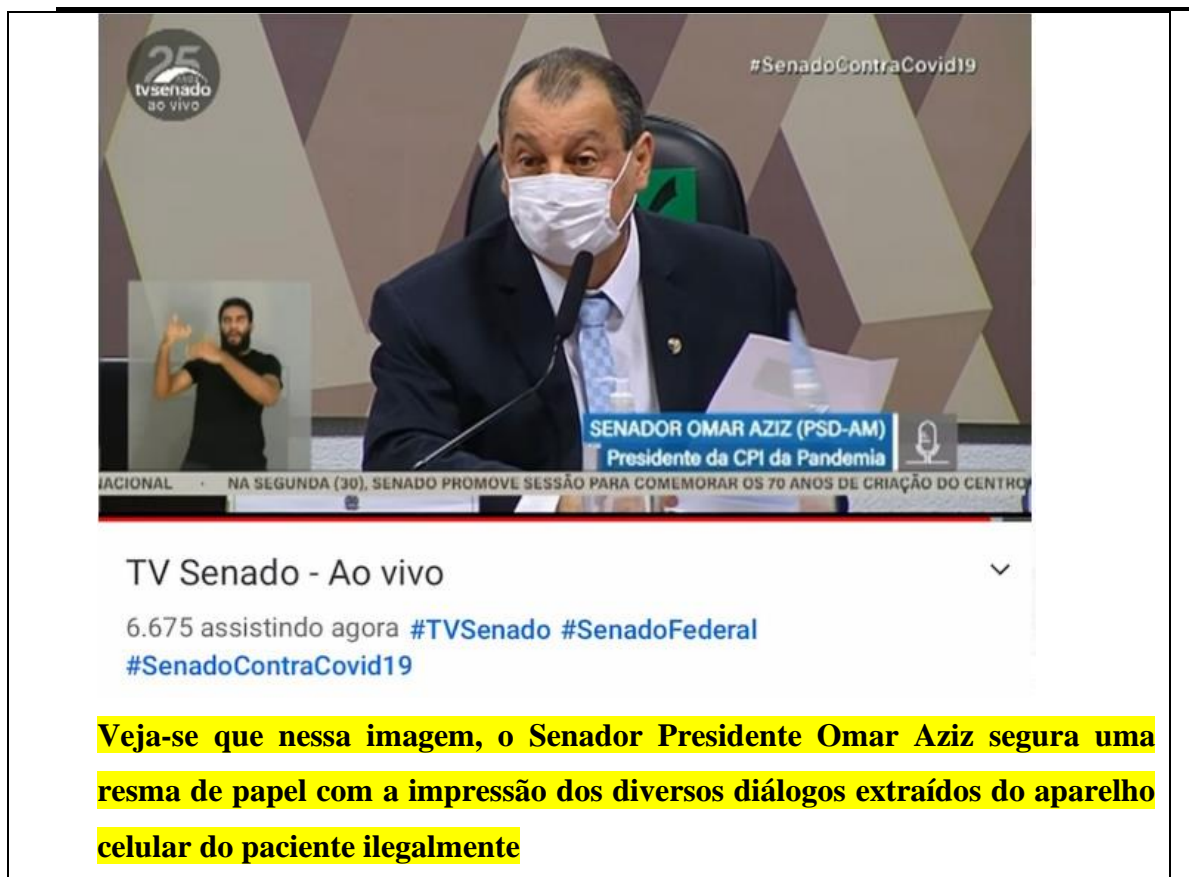 25
ANOS
tvsenado
ao vivo
#SenadoContraCovid19
SENADOR OMAR AZIZ (PSD-AM)
Presidente da CPI da Pandemia
NACIONAL · NA SEGUNDA (30), SENADO PROMOVE SESSÃO PARA COMEMORAR OS 70 ANOS DE CRIAÇÃO DO CENTRO
TV Senado - Ao vivo
6.675 assistindo agora #TVSenado #SenadoFederal
#SenadoContraCovid19
Veja-se que nessa imagem, o Senador Presidente Omar Aziz segura uma
resma de papel com a impressão dos diversos diálogos extraídos do aparelho
celular do paciente ilegalmente